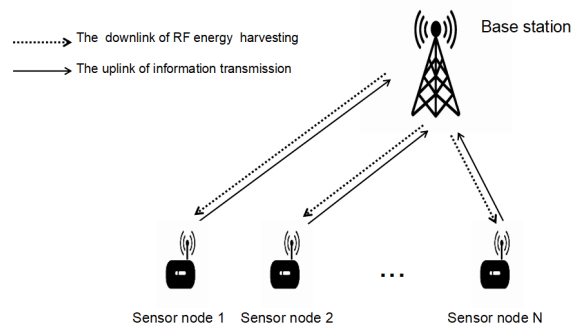 Base station
The downlink of RF energy harvesting
The uplink of information transmission
...
Sensor node 1 Sensor node 2 Sensor node N